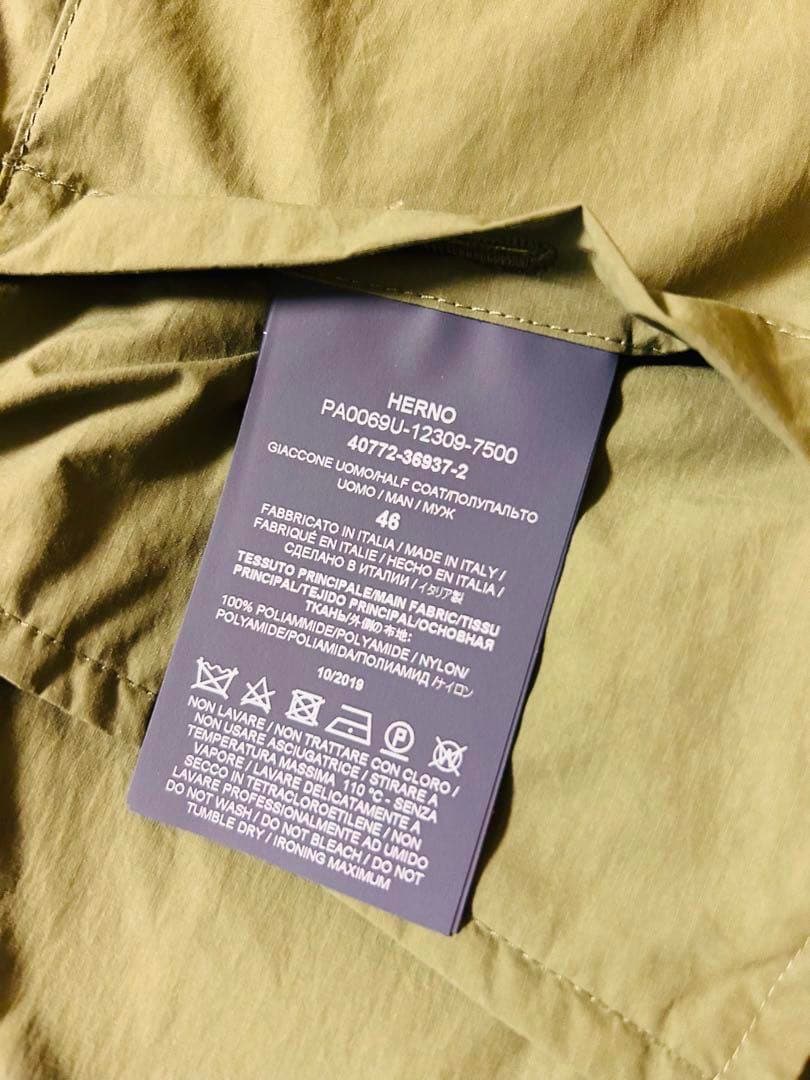 HERNO
PA0069U-12309-7500
40772-36937-2
GIACCONE UOMO/HALF COAT/ПОЛУПАЛЬТО
UOMO / MAN / МУЖ
46
FABBRICATO IN ITALIA / MADE IN ITALY /
FABRIQUÉ EN ITALIE / HECHO EN ITALIA /
СДЕЛАНО В ИТАЛИИ / イタリア製
TESSUTO PRINCIPALE/MAIN FABRIC/TISSU
PRINCIPAL/TEJIDO PRINCIPAL/ОСНОВНАЯ
ТКАНЬ/外側の布地:
100% POLIAMMIDE/POLYAMIDE / NYLON/
POLYAMIDE/POLIAMIDA/ПОЛИАМИД /ナイロン
10/2019
P W
NON LAVARE / NON TRATTARE CON CLORO /
NON USARE ASCIUGATRICE / STIRARE A
TEMPERATURA MASSIMA 110 °C - SENZA
VAPORE / LAVARE DELICATAMENTE A
SECCO IN TETRACLOROETILENE / NON
LAVARE PROFESSIONALMENTE AD UMIDO
DO NOT WASH / DO NOT BLEACH / DO NOT
TUMBLE DRY / IRONING MAXIMUM